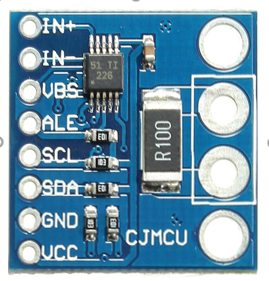 IN+
IN-
VBS
ALE
SCL
SDA
GND
VCC
51 TI
226
R100
CJMCU